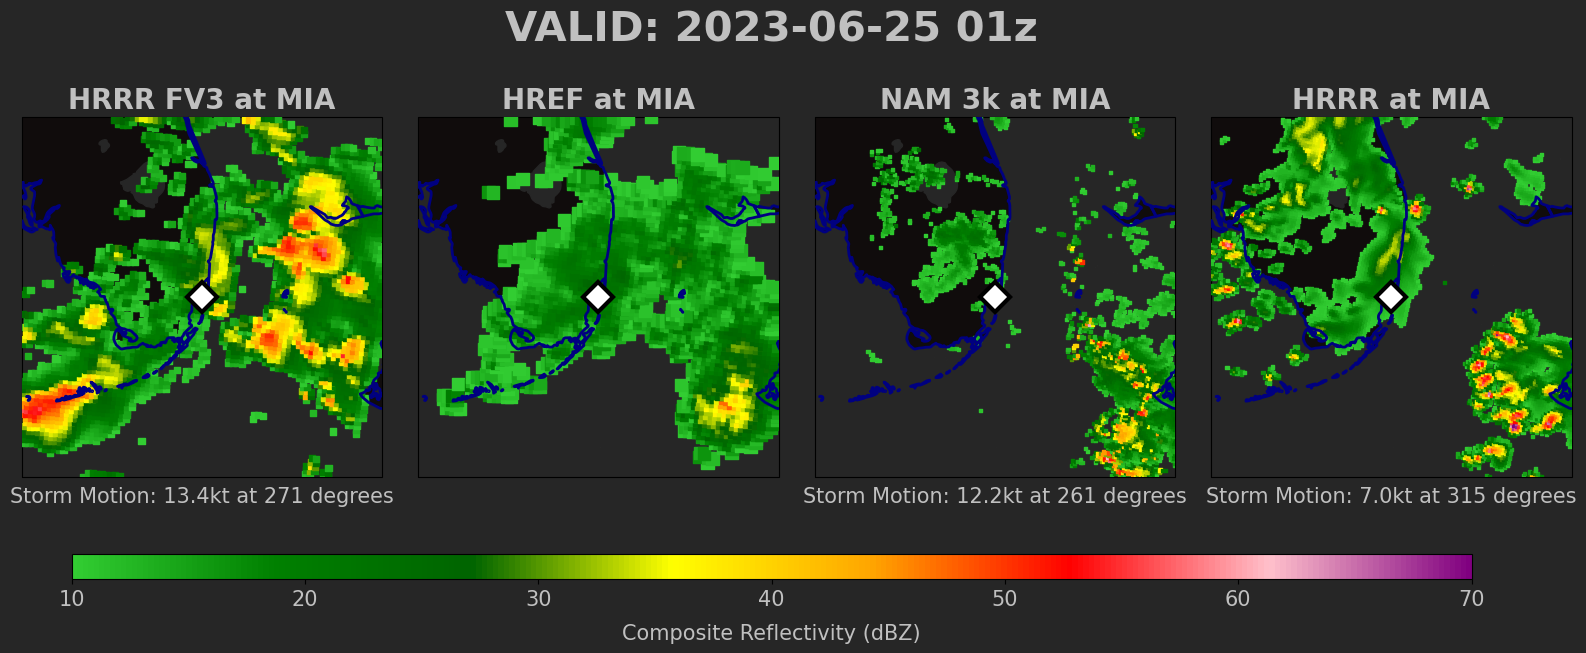 VALID: 2023-06-25 01z
HRRR FV3 at MIA
HREF at MIA
NAM 3k at MIA
HRRR at MIA
Storm Motion: 13.4kt at 271 degrees
Storm Motion: 12.2kt at 261 degrees
Storm Motion: 7.0kt at 315 degrees
10 20 30 40 50 60 70
Composite Reflectivity (dBZ)